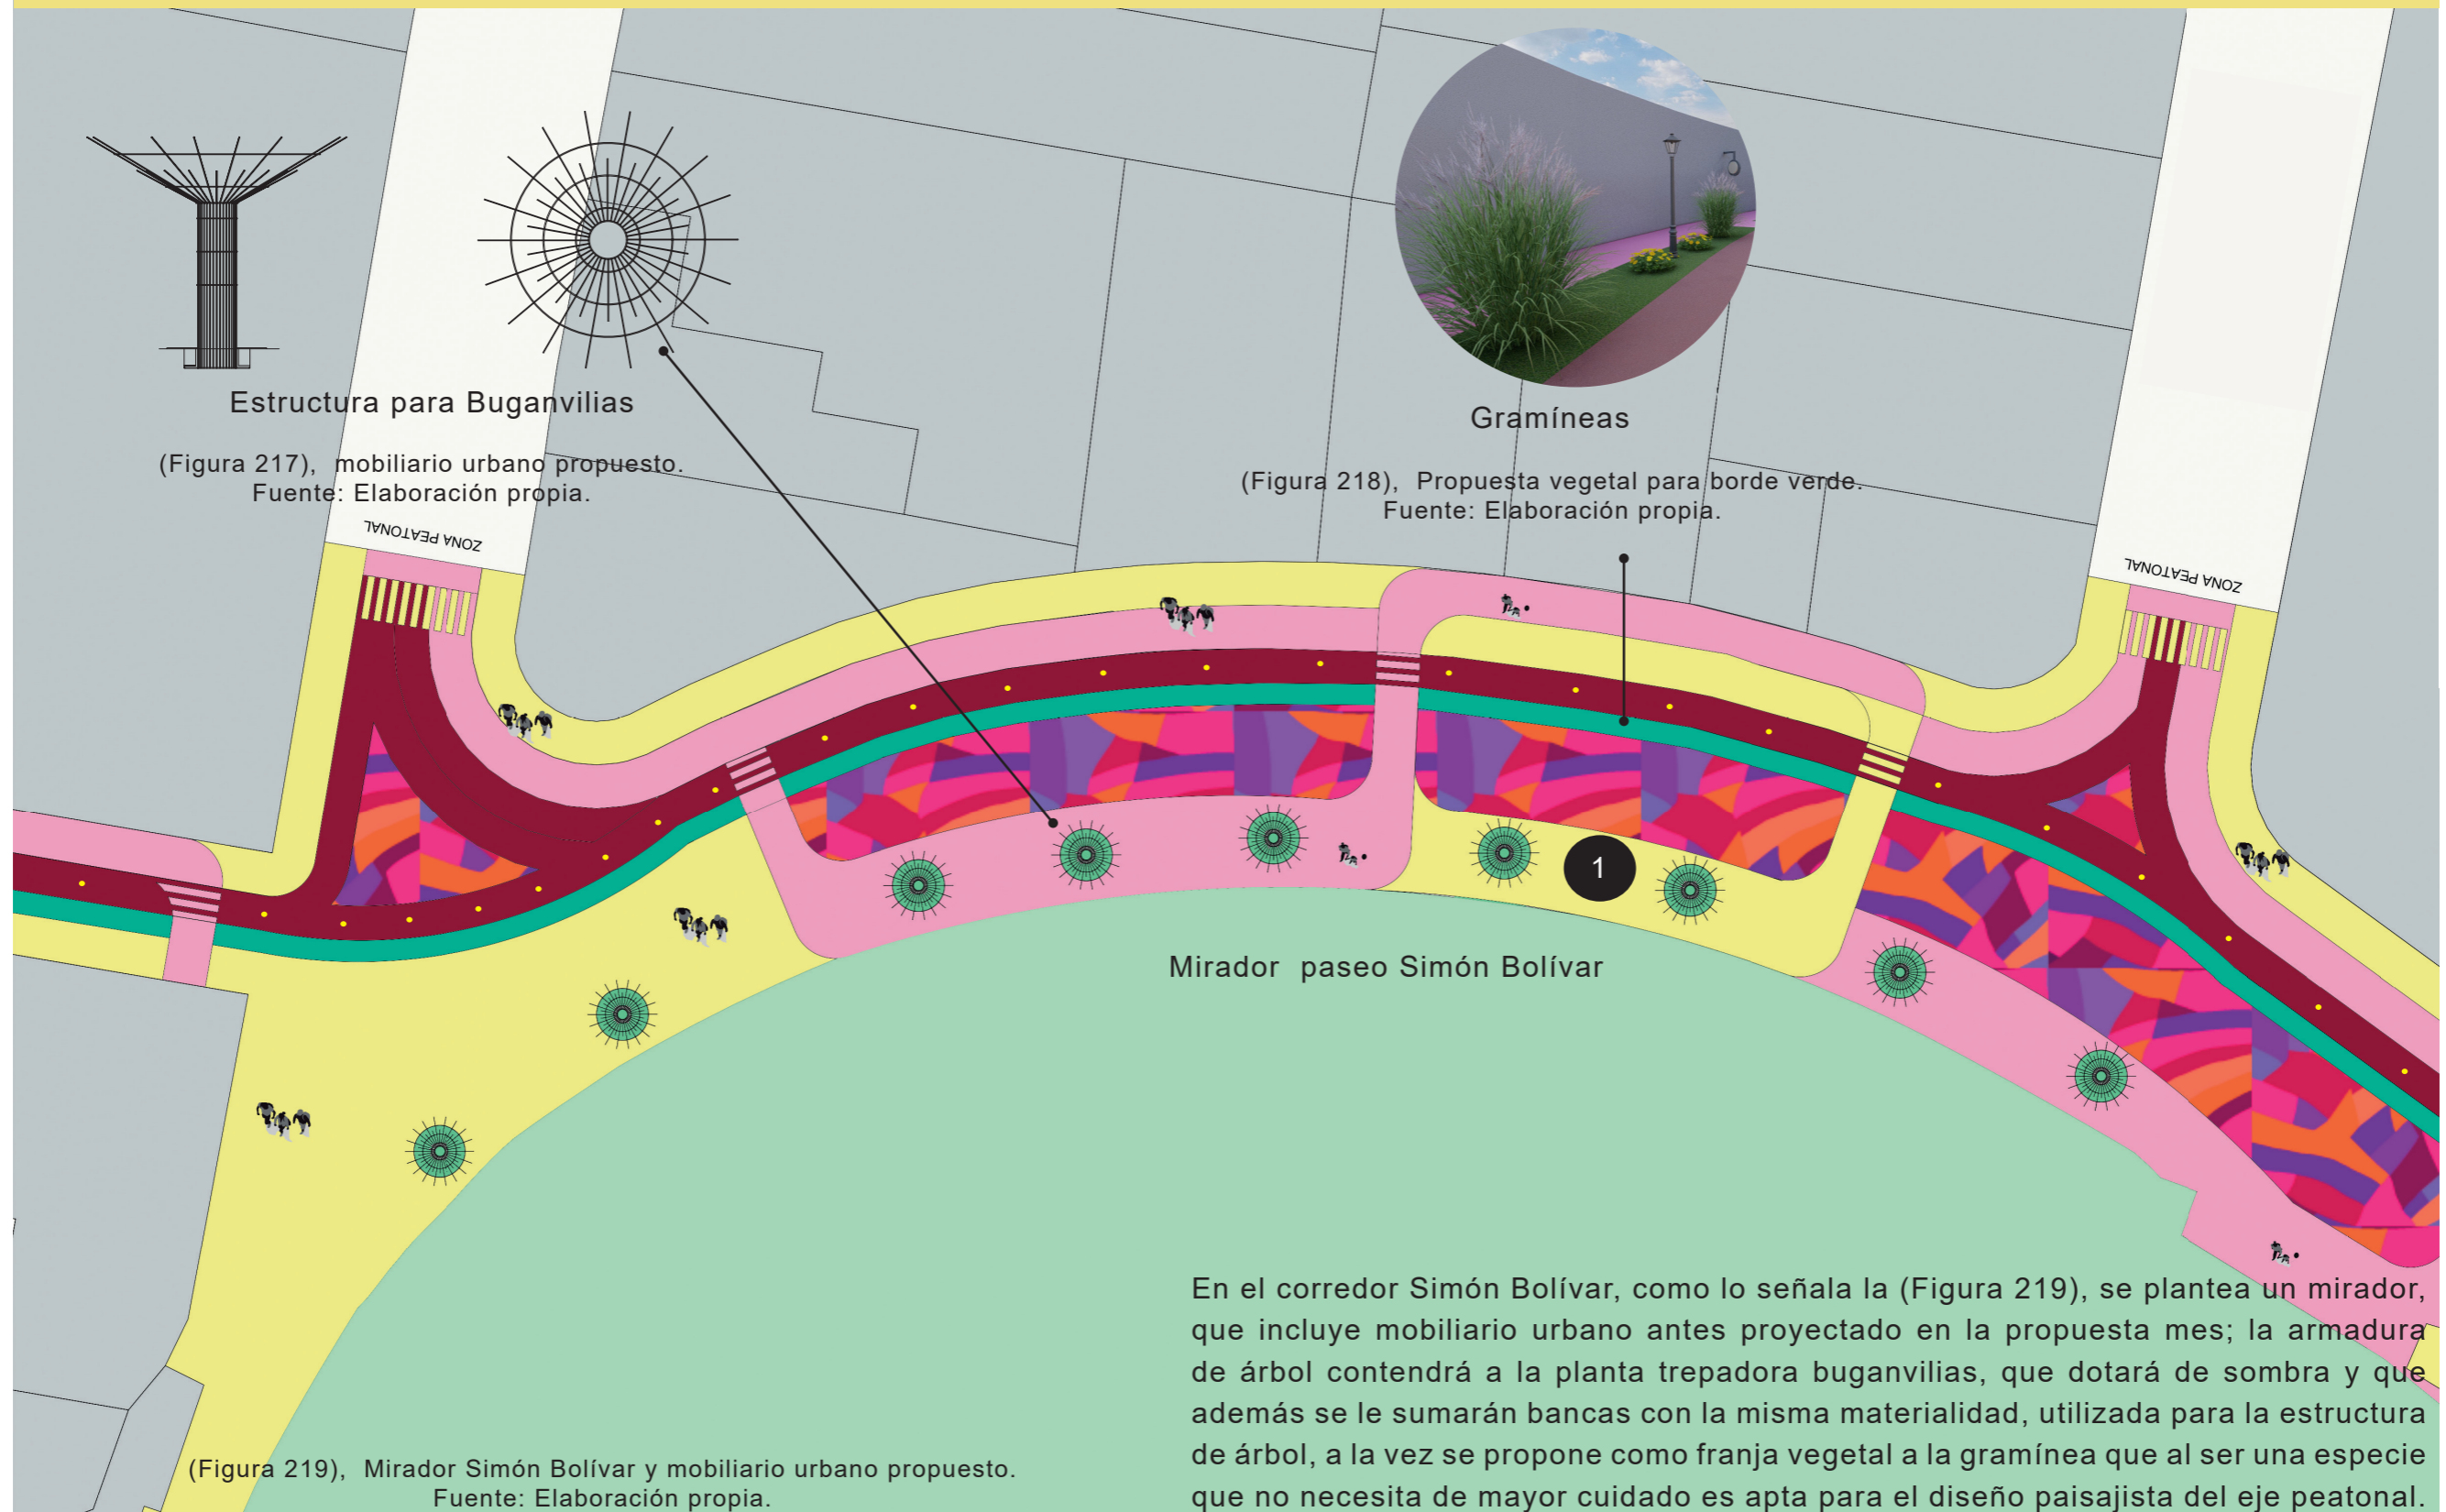 Estructura para Buganvilias
(Figura 217), mobiliario urbano propuesto.
Fuente: Elaboración propia.
Gramíneas
(Figura 218), Propuesta vegetal para borde verde.
Fuente: Elaboración propia.
ZONA PEATONAL
ZONA PEATONAL
1
Mirador paseo Simón Bolívar
En el corredor Simón Bolívar, como lo señala la (Figura 219), se plantea un mirador,
que incluye mobiliario urbano antes proyectado en la propuesta mes; la armadura
de árbol contendrá a la planta trepadora buganvilias, que dotará de sombra y que
además se le sumarán bancas con la misma materialidad, utilizada para la estructura
de árbol, a la vez se propone como franja vegetal a la gramínea que al ser una especie
que no necesita de mayor cuidado es apta para el diseño paisajista del eje peatonal.
(Figura 219), Mirador Simón Bolívar y mobiliario urbano propuesto.
Fuente: Elaboración propia.